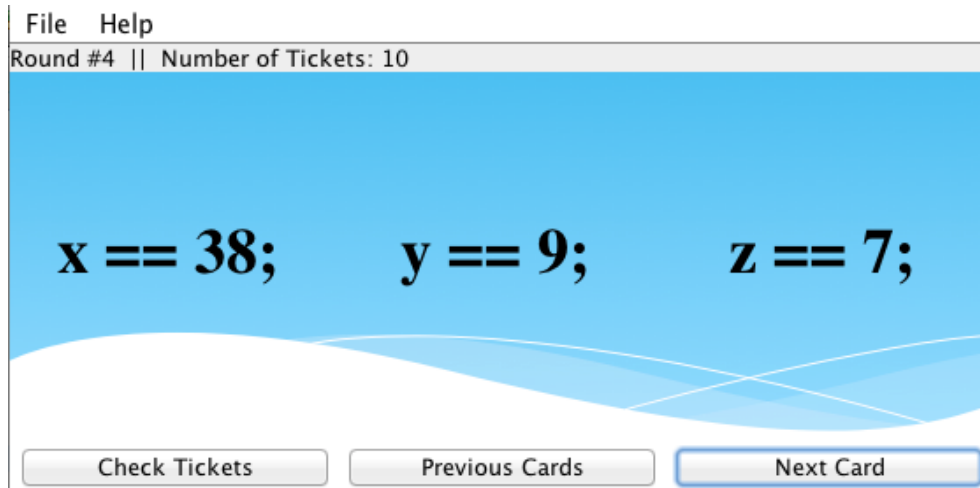 File Help
Round #4 || Number of Tickets: 10
x == 38; y == 9; z == 7;
Check Tickets Previous Cards Next Card